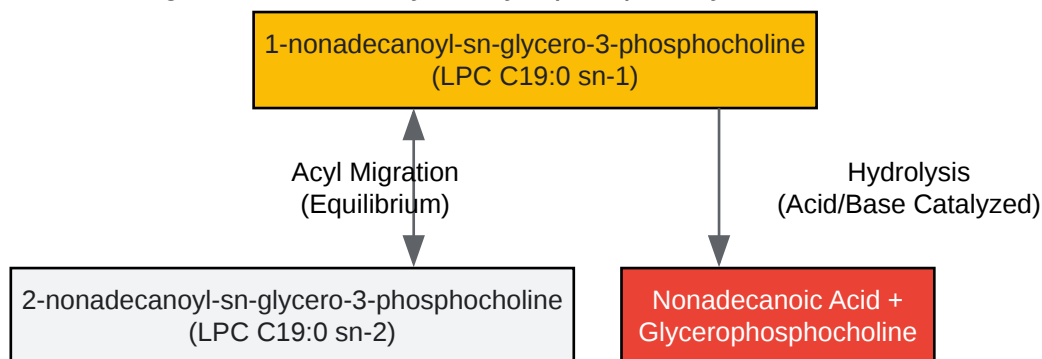 1-nonadecanoyl-sn-glycero-3-phosphocholine
(LPC C19:0 sn-1)
Acyl Migration
(Equilibrium)
Hydrolysis
(Acid/Base Catalyzed)
2-nonadecanoyl-sn-glycero-3-phosphocholine
(LPC C19:0 sn-2)
Nonadecanoic Acid +
Glycerophosphocholine